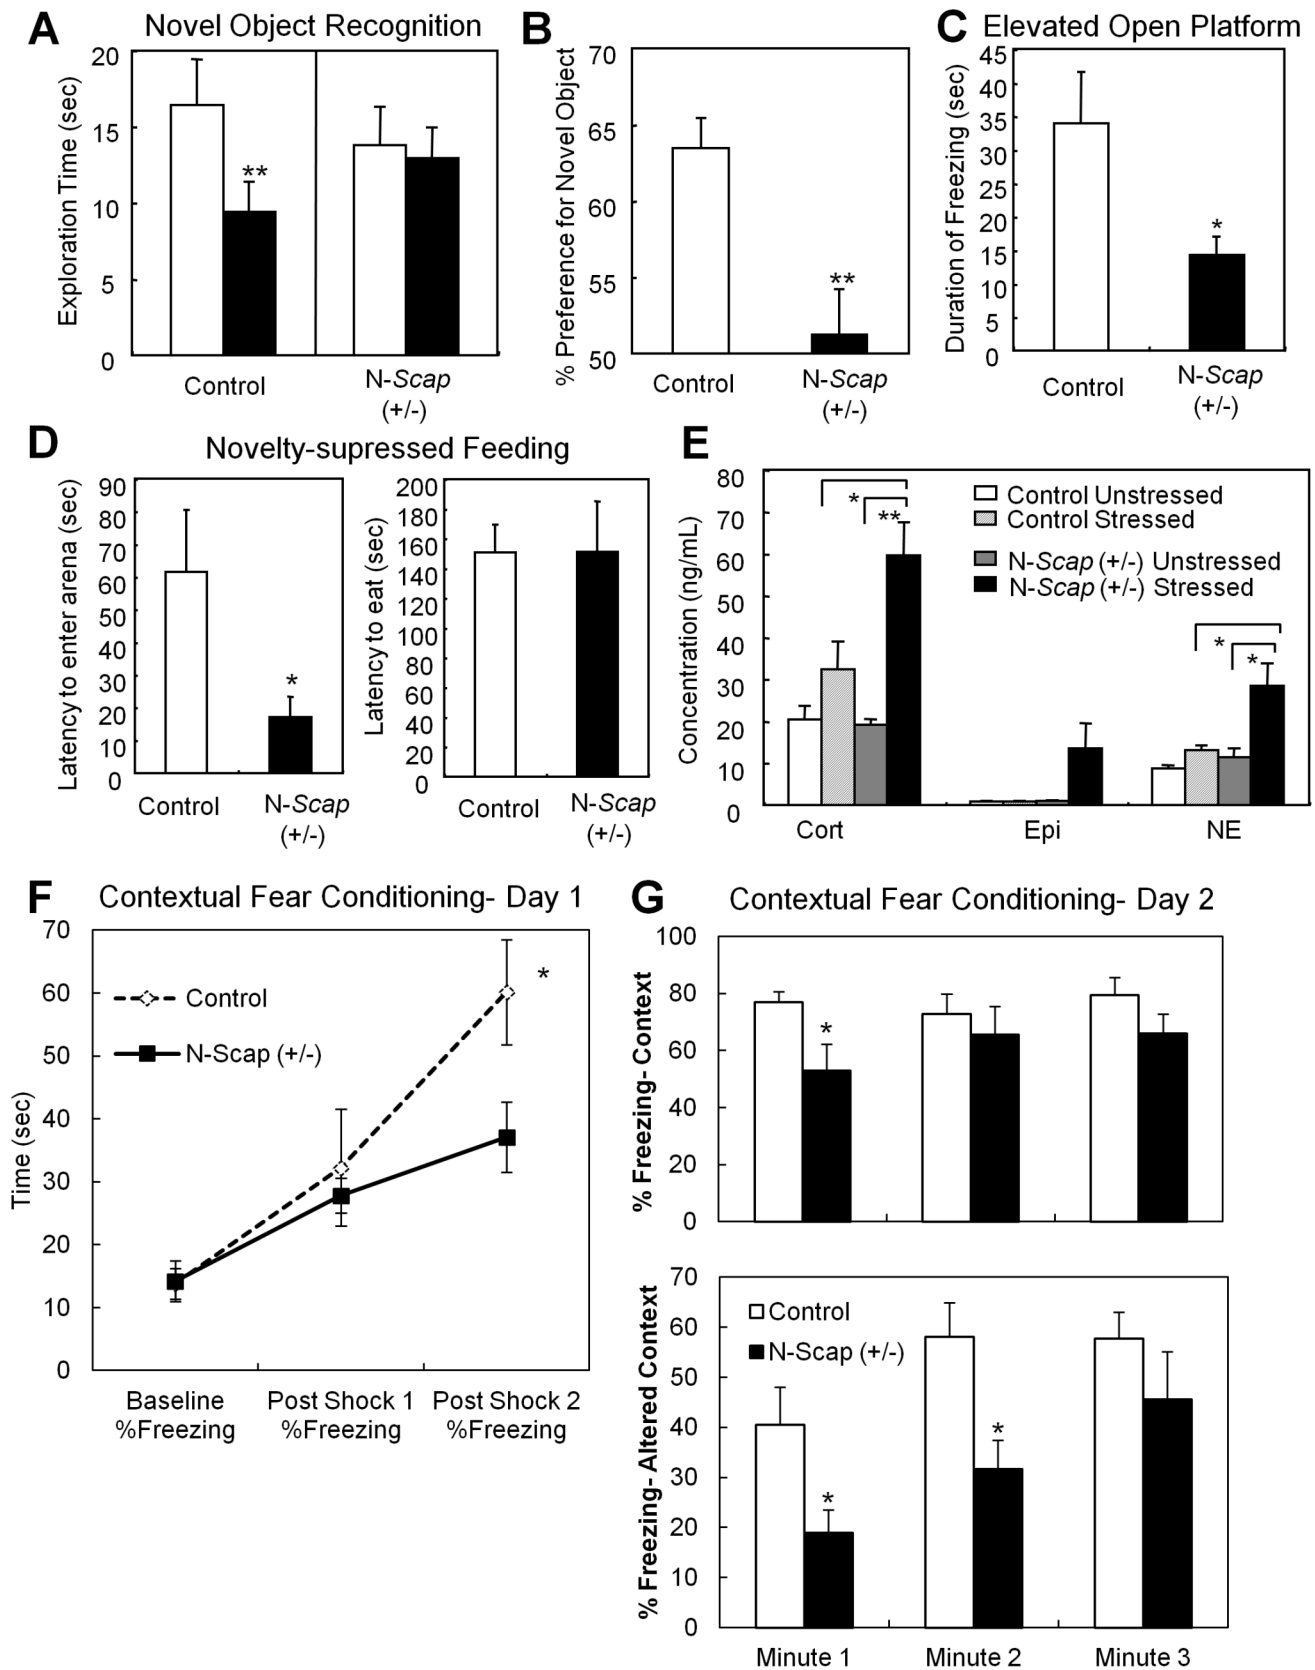 A Novel Object Recognition
Exploration Time (sec)
20
15
10
5
0
**
Control
N-Scap
(+/-)
B
% Preference for Novel Object
70
65
60
55
50
**
Control
N-Scap
(+/-)
C Elevated Open Platform
Duration of Freezing (sec)
45
40
35
30
25
20
15
10
5
0
*
Control
N-Scap
(+/-)
D Novelty-supressed Feeding
Latency to enter arena (sec)
90
80
70
60
50
40
30
20
10
0
*
Control
N-Scap
(+/-)
Latency to eat (sec)
200
180
160
140
120
100
80
60
40
20
0
Control
N-Scap
(+/-)
E
Concentration (ng/mL)
80
70
60
50
40
30
20
10
0
*
**
Control Unstressed
Control Stressed
N-Scap (+/-) Unstressed
N-Scap (+/-) Stressed
*
*
Cort
Epi
NE
F Contextual Fear Conditioning- Day 1
Time (sec)
70
60
50
40
30
20
10
0
Control
N-Scap (+/-)
*
Baseline
%Freezing
Post Shock 1
%Freezing
Post Shock 2
%Freezing
G Contextual Fear Conditioning- Day 2
% Freezing- Context
100
80
60
40
20
0
*
% Freezing- Altered Context
70
60
50
40
30
20
10
0
Control
N-Scap (+/-)
*
*
Minute 1
Minute 2
Minute 3